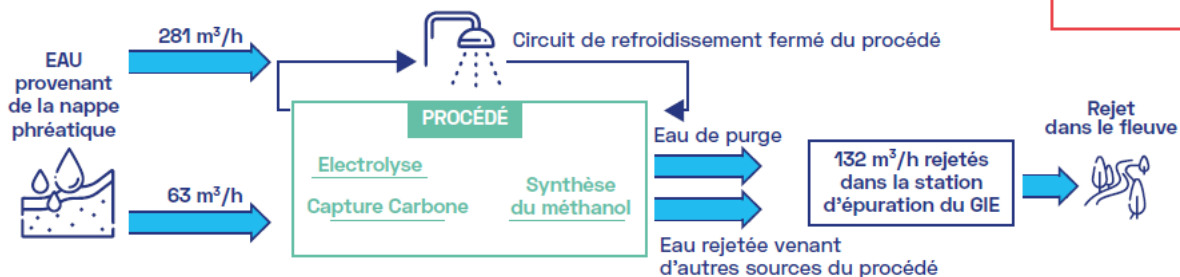 281 m³/h
Circuit de refroidissement fermé du procédé
EAU
provenant
de la nappe
phréatique
63 m³/h
PROCÉDÉ
Electrolyse
Capture Carbone
Synthèse
du méthanol
Eau de purge
Eau rejetée venant
d'autres sources du procédé
132 m³/h rejetés
dans la station
d'épuration du GIE
Rejet
dans le fleuve